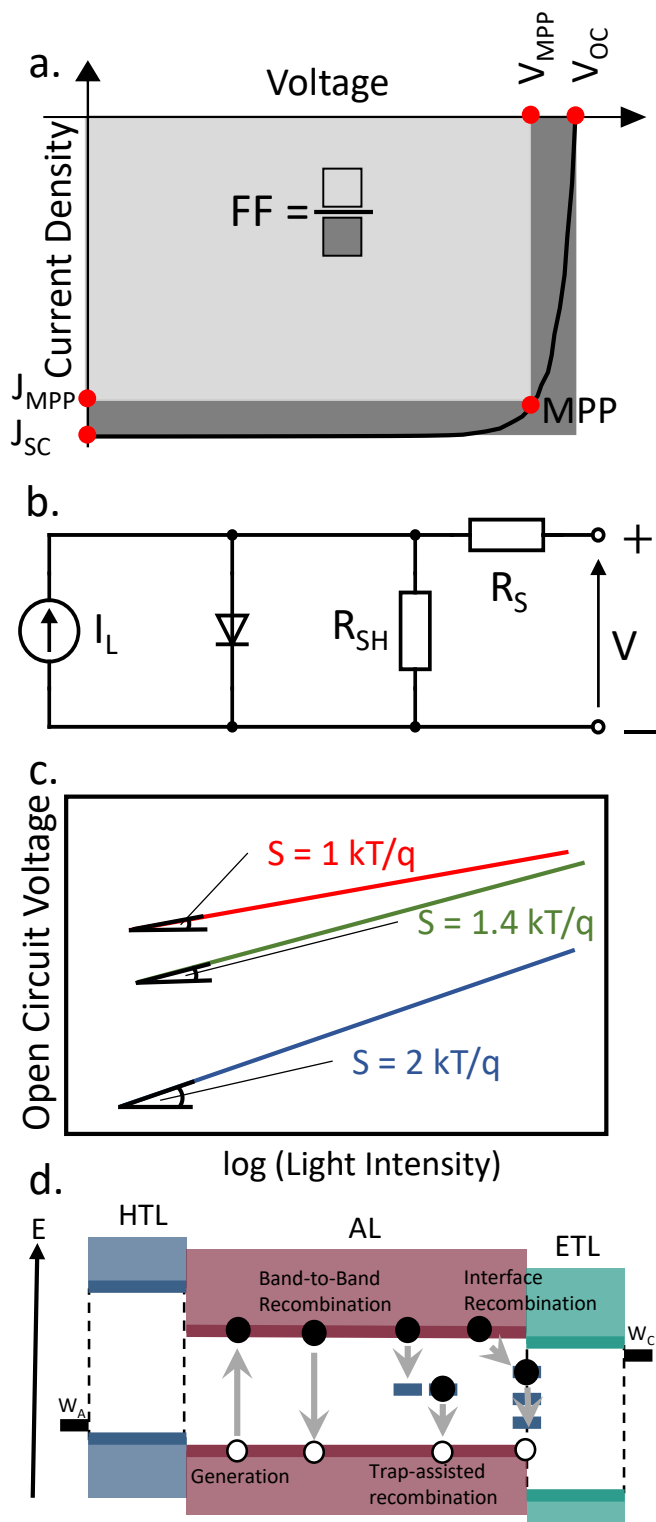 a.
Voltage
V_MPP
V_OC
Current Density
FF =
J_MPP
J_SC
MPP
b.
I_L
R_SH
R_S
+
V
−
c.
Open Circuit Voltage
S = 1 kT/q
S = 1.4 kT/q
S = 2 kT/q
log (Light Intensity)
d.
E
HTL
AL
ETL
Band-to-Band
Recombination
Interface
Recombination
W_C
W_A
Generation
Trap-assisted
recombination